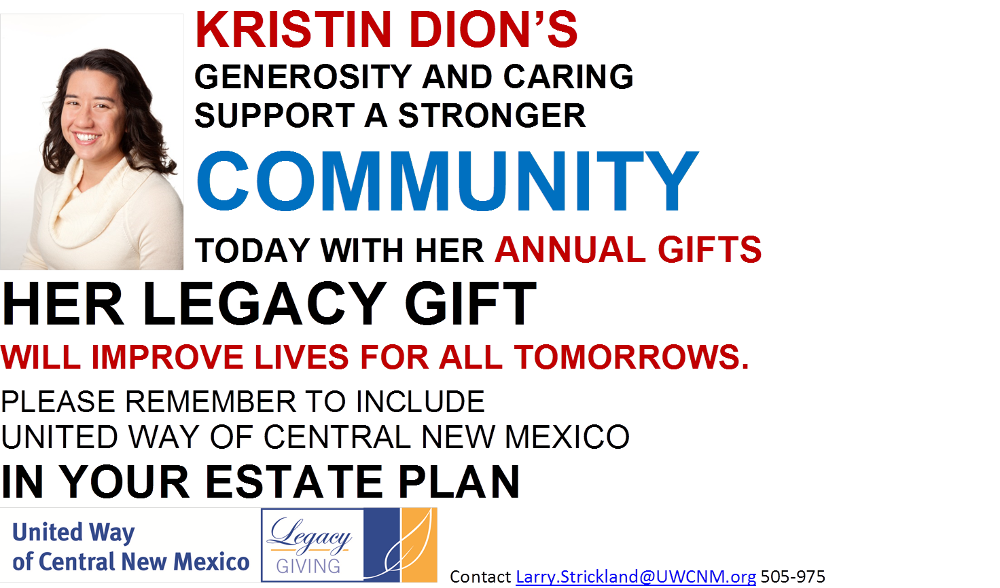 KRISTIN DION’S
GENEROSITY AND CARING
SUPPORT A STRONGER
COMMUNITY
TODAY WITH HER ANNUAL GIFTS
HER LEGACY GIFT
WILL IMPROVE LIVES FOR ALL TOMORROWS.
PLEASE REMEMBER TO INCLUDE
UNITED WAY OF CENTRAL NEW MEXICO
IN YOUR ESTATE PLAN
United Way
of Central New Mexico
Legacy
GIVING
Contact Larry.Strickland@UWCNM.org 505-975